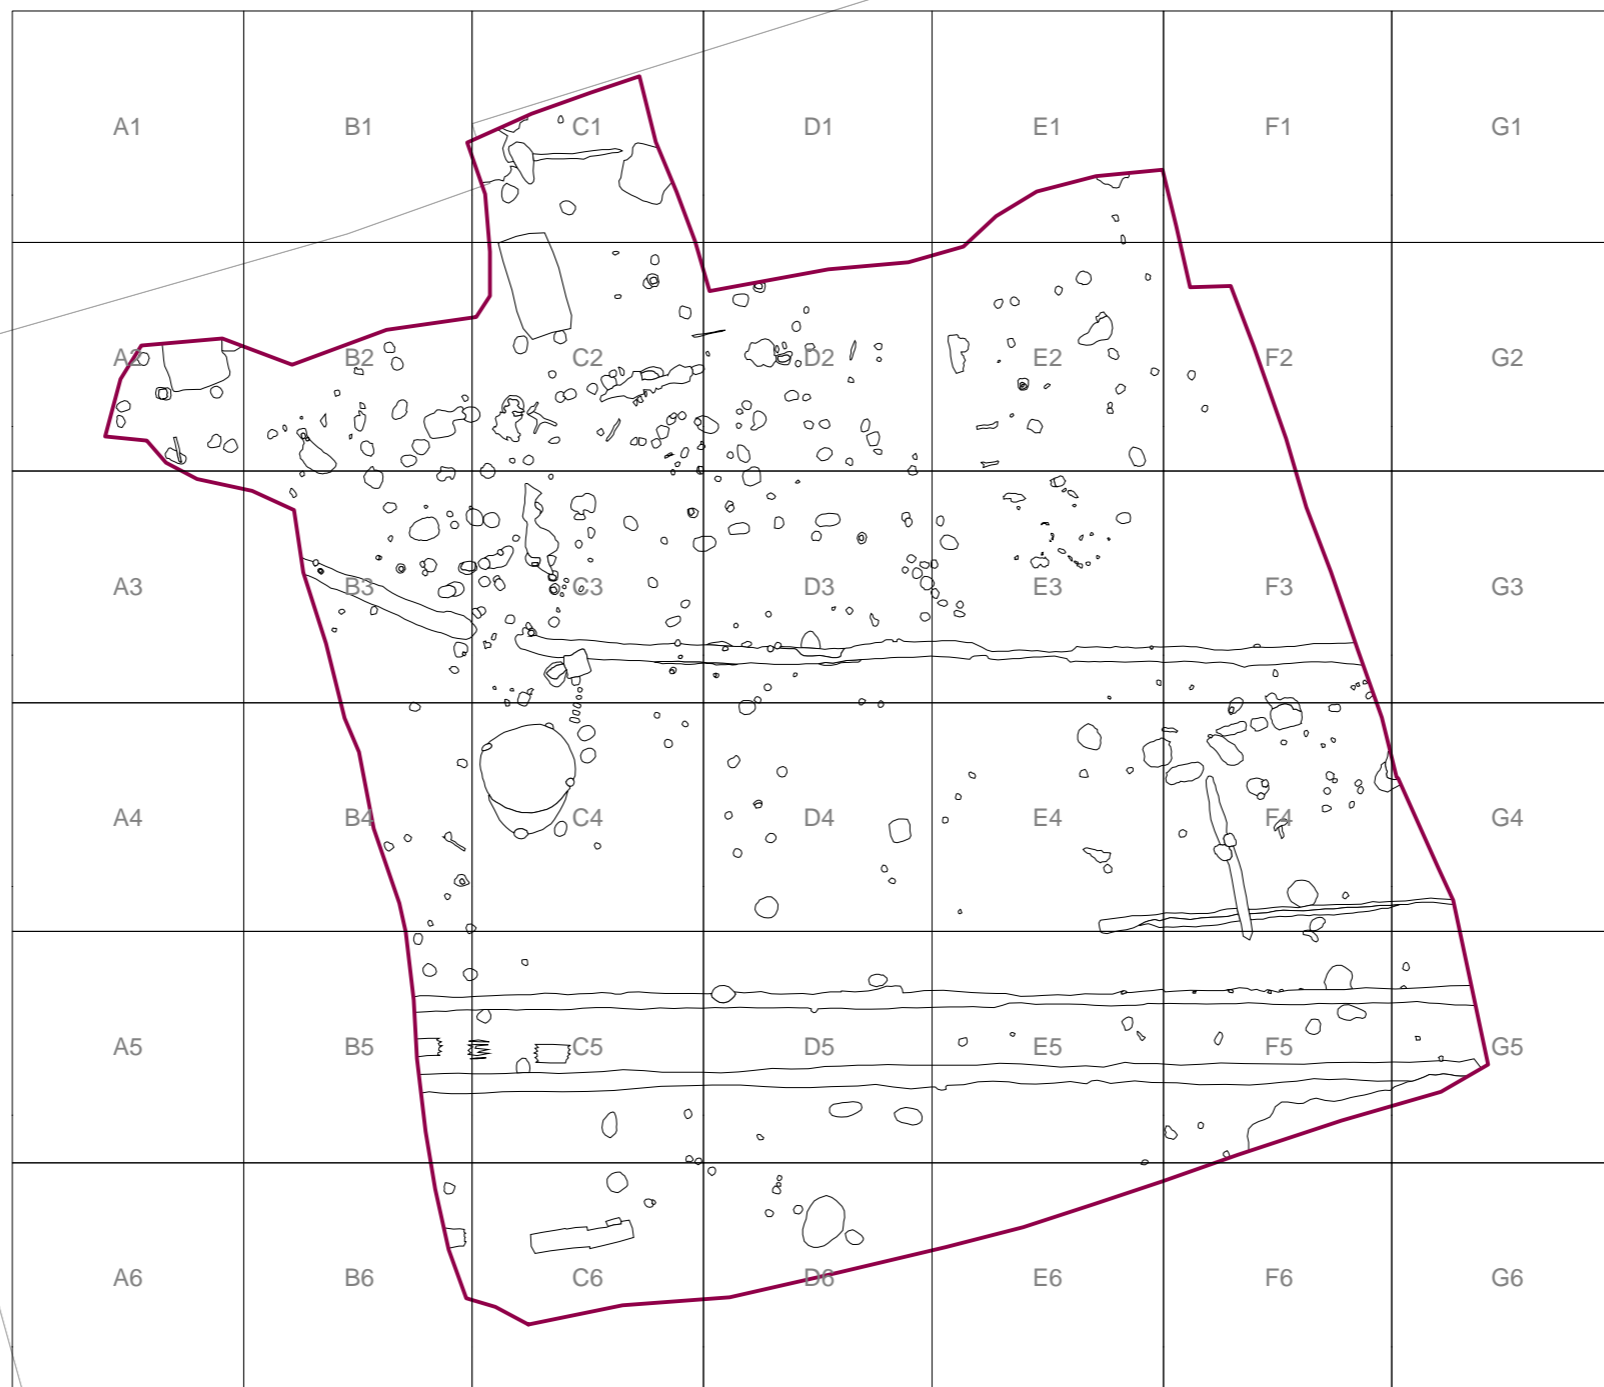 A1 B1 C1 D1 E1 F1 G1
A2 B2 C2 D2 E2 F2 G2
A3 B3 C3 D3 E3 F3 G3
A4 B4 C4 D4 E4 F4 G4
A5 B5 C5 D5 E5 F5 G5
A6 B6 C6 D6 E6 F6 G6